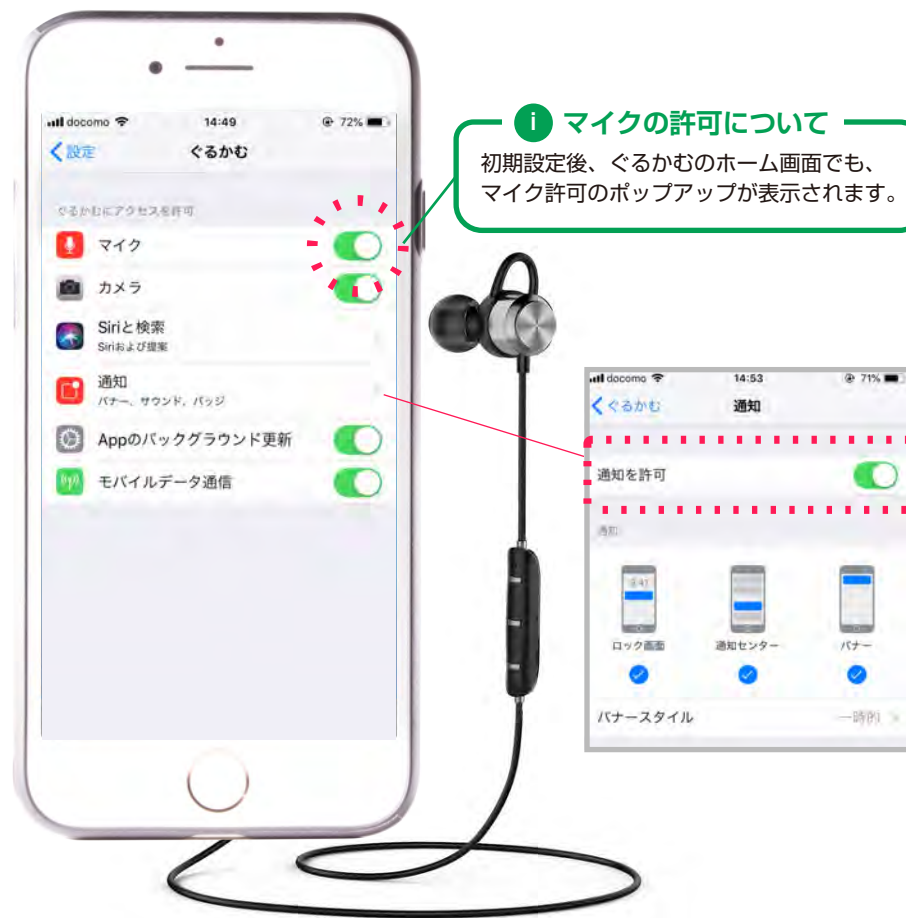 docomo 14:49 72%
設定 ぐるかむ
ぐるかむにアクセスを許可
マイク
カメラ
Siriと検索
Siriおよび提案
通知
バナー、サウンド、バッジ
Appのバックグラウンド更新
モバイルデータ通信
i マイクの許可について
初期設定後、ぐるかむのホーム画面でも、
マイク許可のポップアップが表示されます。
docomo 14:53 71%
ぐるかむ 通知
通知を許可
通知
9:41
ロック画面 通知センター バナー
バナースタイル 一時的